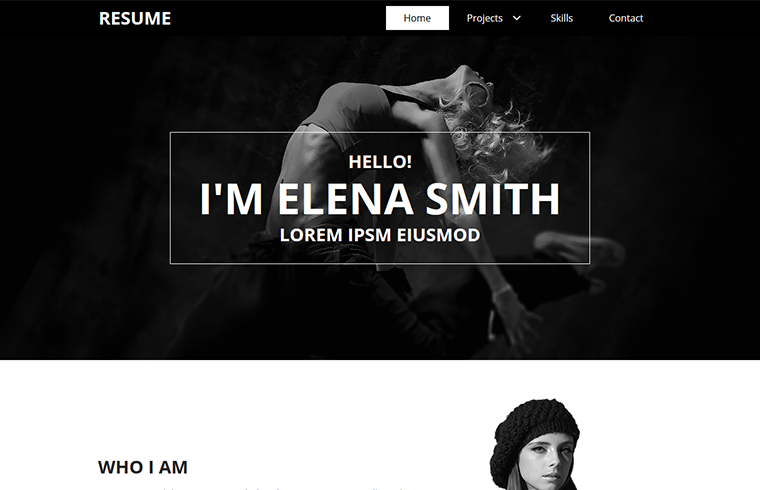 RESUME
Home Projects Skills Contact
HELLO!
I'M ELENA SMITH
LOREM IPSM EIUSMOD
WHO I AM